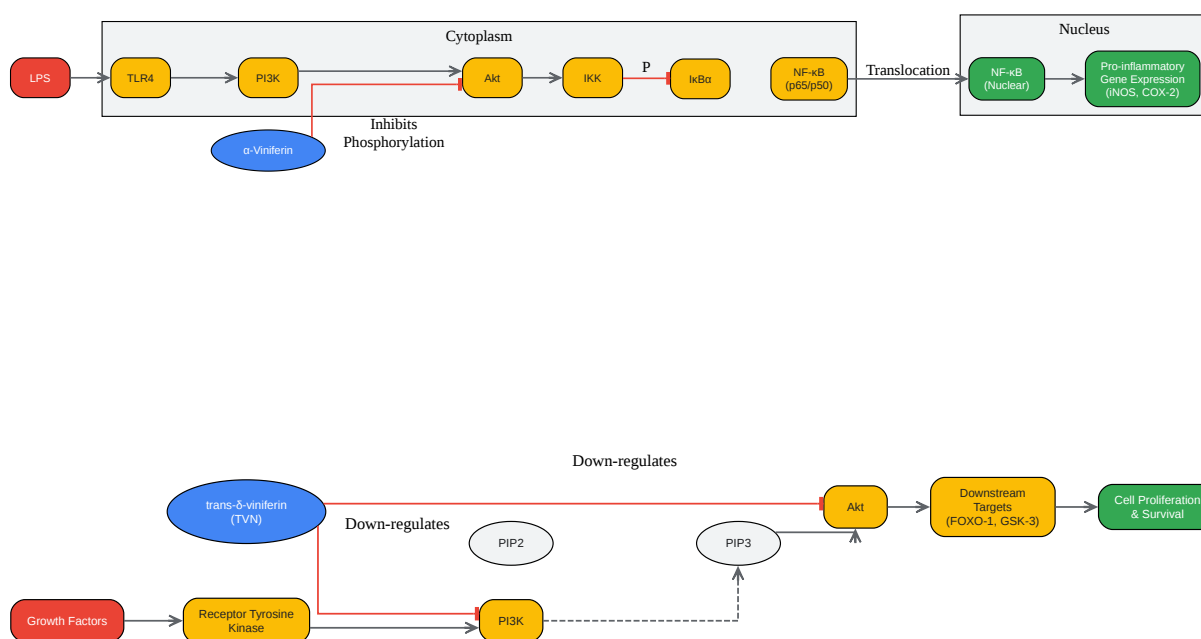 Cytoplasm
Nucleus
LPS
TLR4
PI3K
Akt
IKK
P
IκBα
NF-κB
(p65/p50)
Translocation
NF-κB
(Nuclear)
Pro-inflammatory
Gene Expression
(iNOS, COX-2)
Inhibits
Phosphorylation
α-Viniferin
Down-regulates
trans-δ-viniferin
(TVN)
Down-regulates
PIP2
PIP3
Akt
Downstream
Targets
(FOXO-1, GSK-3)
Cell Proliferation
& Survival
Growth Factors
Receptor Tyrosine
Kinase
PI3K